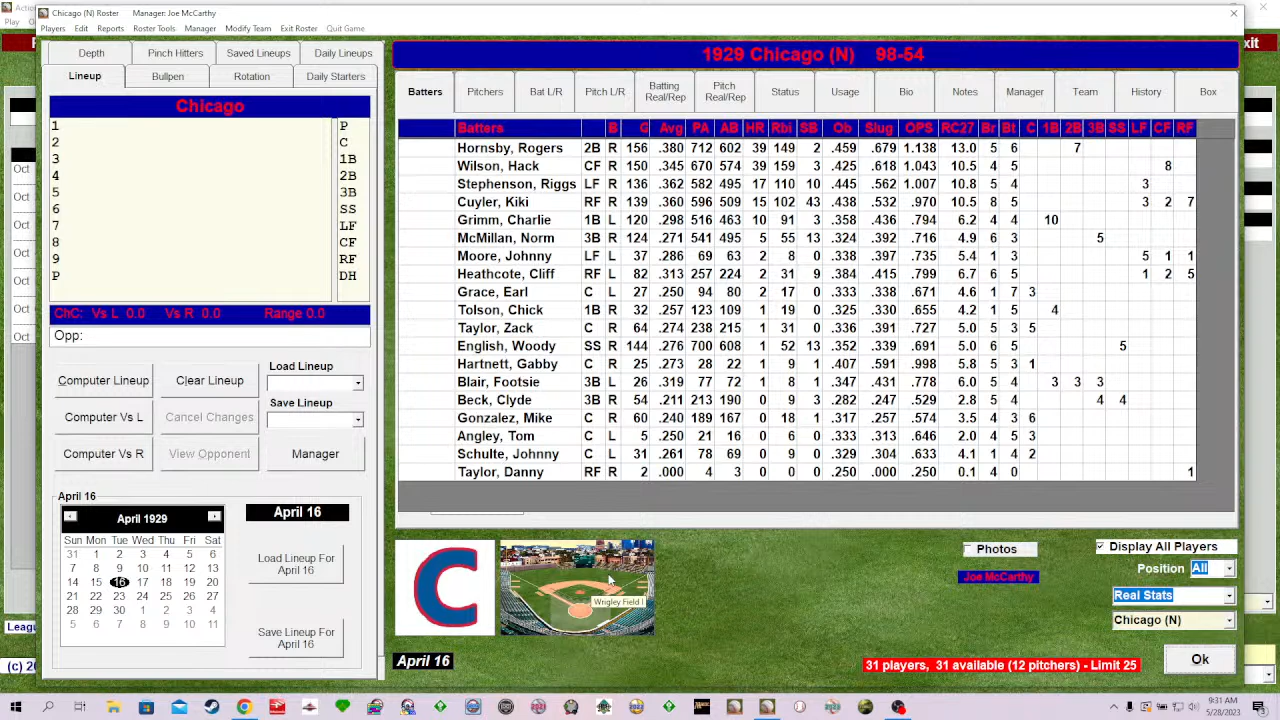 Chicago (N) Roster Manager: Joe McCarthy
Players Edit Reports Roster Tools Manager Modify Team Exit Roster Quit Game
Depth Pinch Hitters Saved Lineups Daily Lineups
Lineup Bullpen Rotation Daily Starters
Chicago
1 P
2 C
3 1B
4 2B
5 3B
6 SS
7 LF
8 CF
9 RF
P DH
ChC: Vs L 0.0 Vs R 0.0 Range 0.0
Opp:
Computer Lineup Clear Lineup Load Lineup
Computer Vs L Cancel Changes Save Lineup
Computer Vs R View Opponent Manager
April 16
April 1929
Sun Mon Tue Wed Thu Fri Sat
31 1 2 3 4 5 6
7 8 9 10 11 12 13
14 15 16 17 18 19 20
21 22 23 24 25 26 27
28 29 30 1 2 3 4
5 6 7 8 9 10 11
April 16
Load Lineup For
April 16
Save Lineup For
April 16
1929 Chicago (N) 98-54
Batters Pitchers Bat L/R Pitch L/R Batting Real/Rep Pitch Real/Rep Status Usage Bio Notes Manager Team History Box
Batters B G Avg PA AB HR Rbi SB Ob Slug OPS RC27 Br Bt C 1B 2B 3B SS LF CF RF
Hornsby, Rogers 2B R 156 .380 712 602 39 149 2 .459 .679 1.138 13.0 5 6 7
Wilson, Hack CF R 150 .345 670 574 39 159 3 .425 .618 1.043 10.5 4 5 8
Stephenson, Riggs LF R 136 .362 582 495 17 110 10 .445 .562 1.007 10.8 5 4 3
Cuyler, Kiki RF R 139 .360 596 509 15 102 43 .438 .532 .970 10.5 8 5 3 2 7
Grimm, Charlie 1B L 120 .298 516 463 10 91 3 .358 .436 .794 6.2 4 4 10
McMillan, Norm 3B R 124 .271 541 495 5 55 13 .324 .392 .716 4.9 6 3 5
Moore, Johnny LF L 37 .286 69 63 2 8 0 .338 .397 .735 5.4 1 3 5 1 1
Heathcote, Cliff RF L 82 .313 257 224 2 31 9 .384 .415 .799 6.7 6 5 1 2 5
Grace, Earl C L 27 .250 94 80 2 17 0 .333 .338 .671 4.6 1 7 3
Tolson, Chick 1B R 32 .257 123 109 1 19 0 .325 .330 .655 4.2 1 5 4
Taylor, Zack C R 64 .274 238 215 1 31 0 .336 .391 .727 5.0 3 5 5
English, Woody SS R 144 .276 700 608 1 52 13 .352 .339 .691 5.0 6 5 5
Hartnett, Gabby C R 25 .273 28 22 1 9 1 .407 .591 .998 5.8 5 3 1
Blair, Footsie 3B L 26 .319 77 72 1 8 1 .347 .431 .778 6.0 5 4 3 3 3
Beck, Clyde 3B R 54 .211 213 190 0 9 3 .282 .247 .529 2.8 5 4 4 4
Gonzalez, Mike C R 60 .240 189 167 0 18 1 .317 .257 .574 3.5 4 3 6
Angley, Tom C L 5 .250 21 16 0 6 0 .333 .313 .646 2.0 4 5 3
Schulte, Johnny C L 31 .261 78 69 0 9 0 .329 .304 .633 4.1 1 4 2
Taylor, Danny RF R 2 .000 4 3 0 0 0 .250 .000 .250 0.1 4 0 1
C
Wrigley Field I
Photos
Joe McCarthy
Display All Players
Position All
Real Stats
Chicago (N)
April 16
31 players, 31 available (12 pitchers) - Limit 25
Ok
Play
Oct
Oct
Oct
Oct
Oct
Leag
(c) 20
xit
9:31 AM
5/28/2023